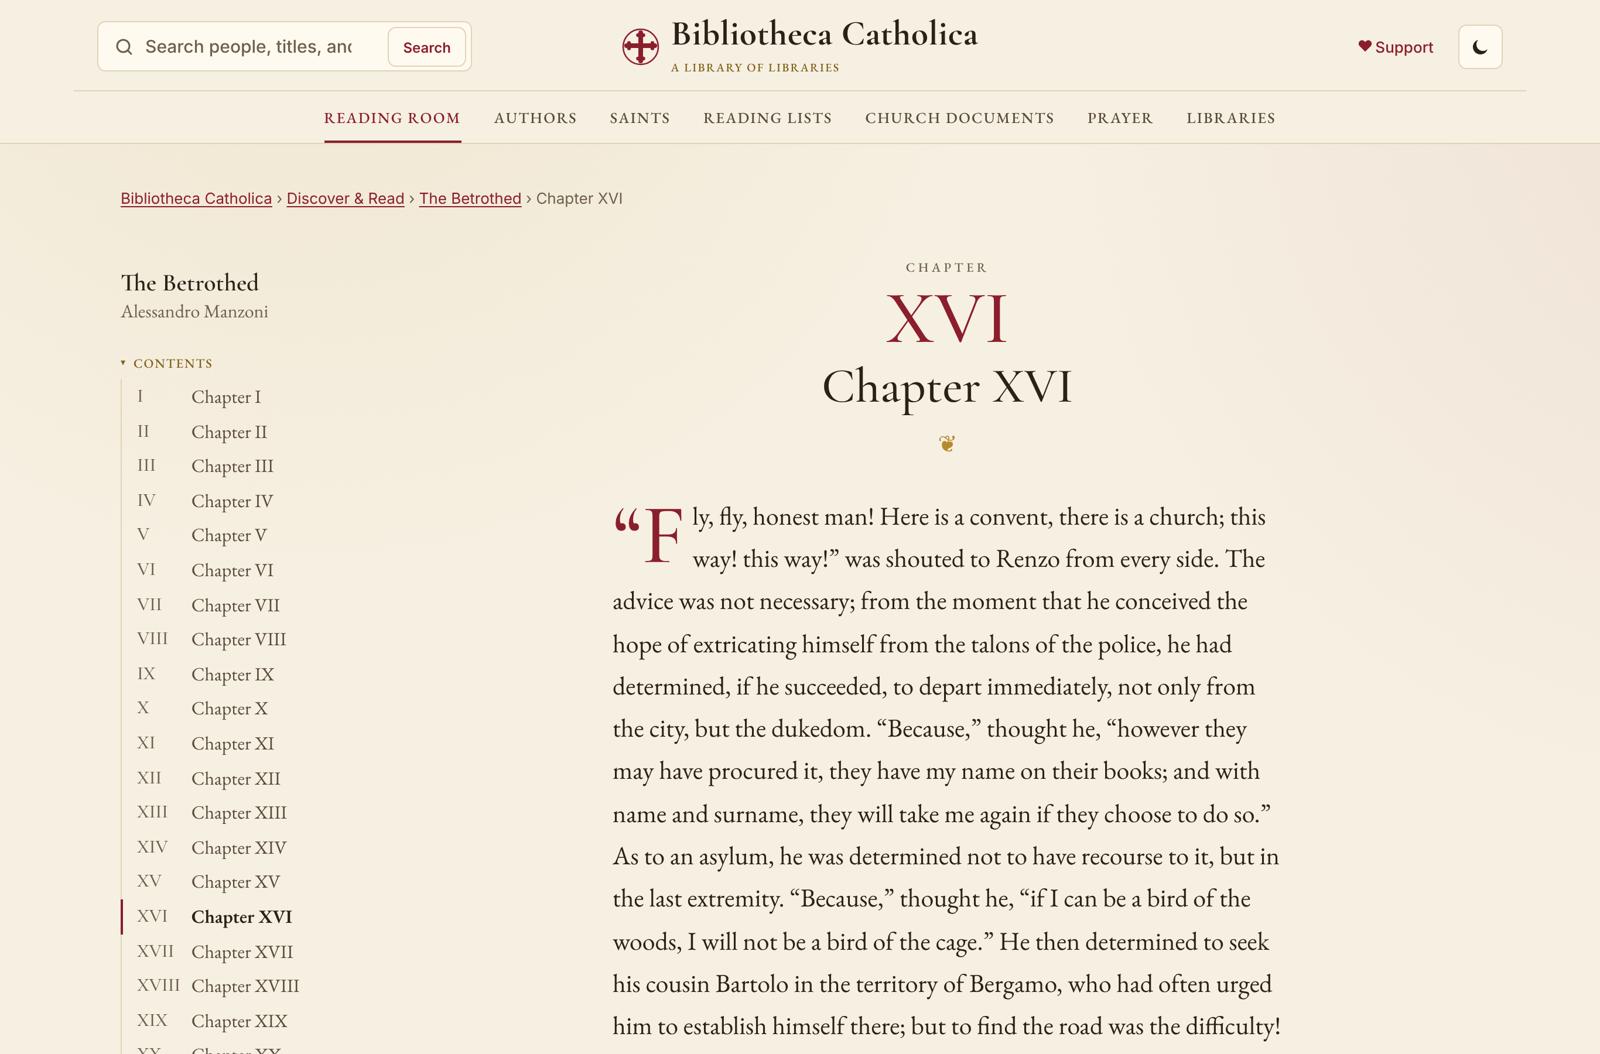 Search people, titles, and
Search
Bibliotheca Catholica
A LIBRARY OF LIBRARIES
Support
READING ROOM
AUTHORS
SAINTS
READING LISTS
CHURCH DOCUMENTS
PRAYER
LIBRARIES
Bibliotheca Catholica › Discover & Read › The Betrothed › Chapter XVI
The Betrothed
Alessandro Manzoni
CONTENTS
I Chapter I
II Chapter II
III Chapter III
IV Chapter IV
V Chapter V
VI Chapter VI
VII Chapter VII
VIII Chapter VIII
IX Chapter IX
X Chapter X
XI Chapter XI
XII Chapter XII
XIII Chapter XIII
XIV Chapter XIV
XV Chapter XV
XVI Chapter XVI
XVII Chapter XVII
XVIII Chapter XVIII
XIX Chapter XIX
XX Chapter XX
CHAPTER
XVI
Chapter XVI
“Fly, fly, honest man! Here is a convent, there is a church; this
way! this way!” was shouted to Renzo from every side. The
advice was not necessary; from the moment that he conceived the
hope of extricating himself from the talons of the police, he had
determined, if he succeeded, to depart immediately, not only from
the city, but the dukedom. “Because,” thought he, “however they
may have procured it, they have my name on their books; and with
name and surname, they will take me again if they choose to do so.”
As to an asylum, he was determined not to have recourse to it, but in
the last extremity. “Because,” thought he, “if I can be a bird of the
woods, I will not be a bird of the cage.” He then determined to seek
his cousin Bartolo in the territory of Bergamo, who had often urged
him to establish himself there; but to find the road was the difficulty!